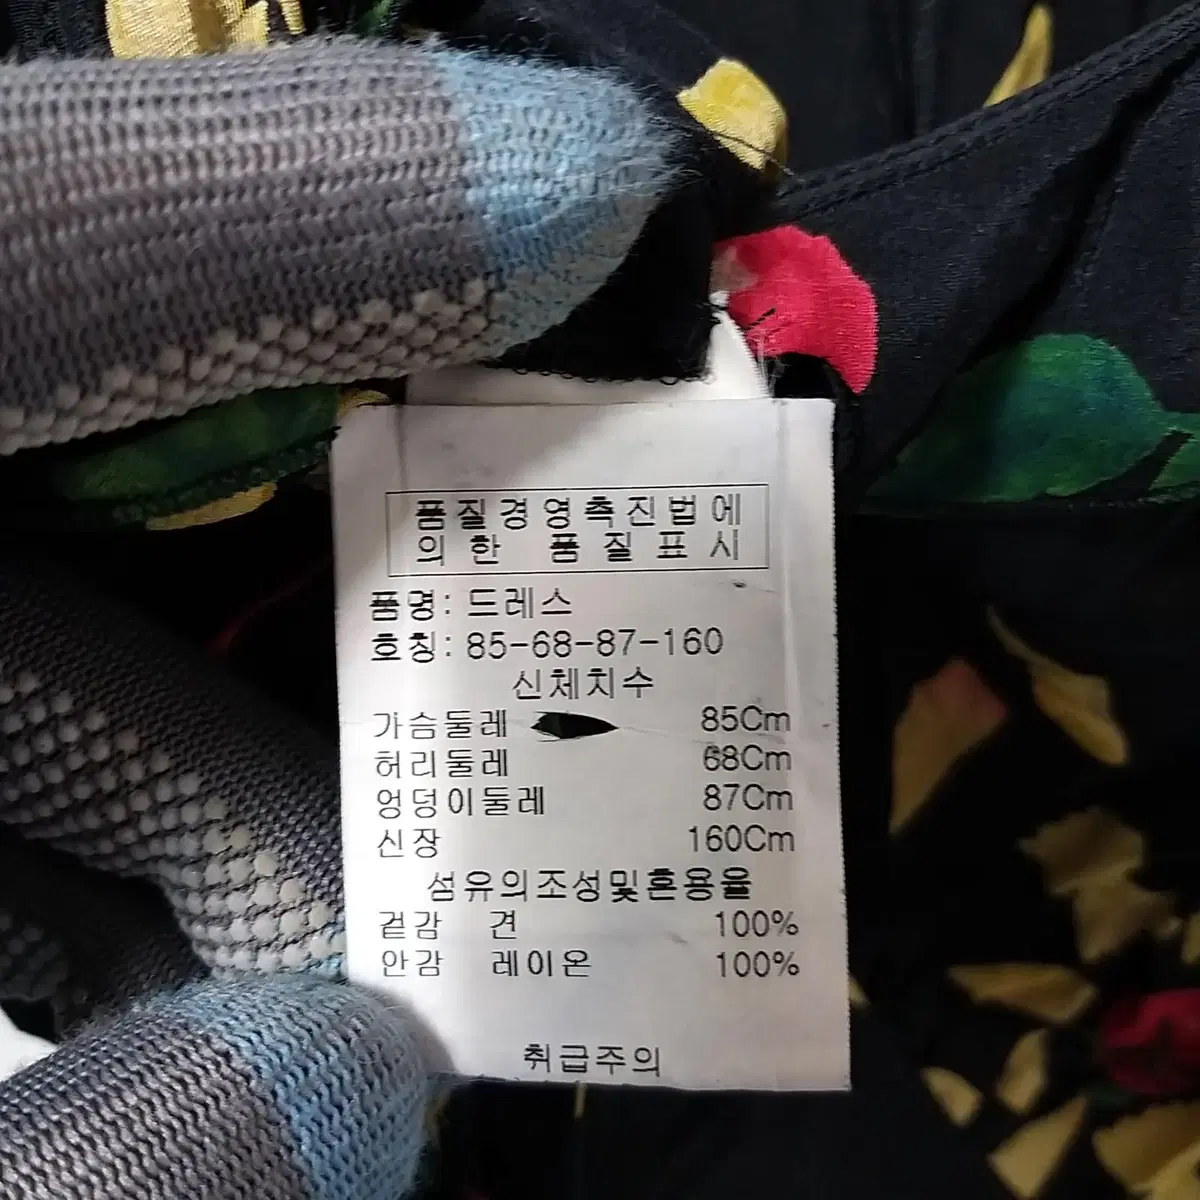 품질경영촉진법에
의한 품질표시
품명: 드레스
호칭: 85-68-87-160
신체치수
가슴둘레 85Cm
허리둘레 68Cm
엉덩이둘레 87Cm
신장 160Cm
섬유의조성및혼용율
겉감 견 100%
안감 레이온 100%
취급주의